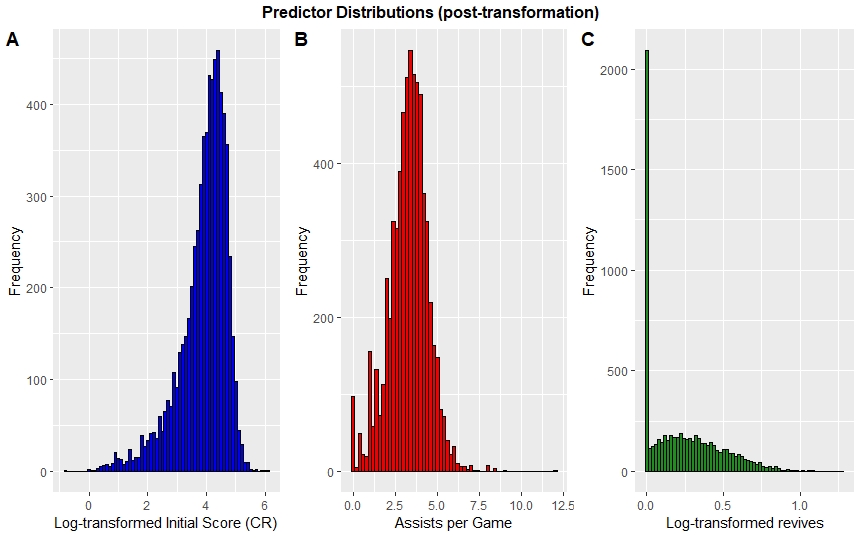 Predictor Distributions (post-transformation)
A
Frequency
400
300
200
100
0
0 2 4 6
Log-transformed Initial Score (CR)
B
Frequency
400
200
0
0.0 2.5 5.0 7.5 10.0 12.5
Assists per Game
C
Frequency
2000
1500
1000
500
0
0.0 0.5 1.0
Log-transformed revives